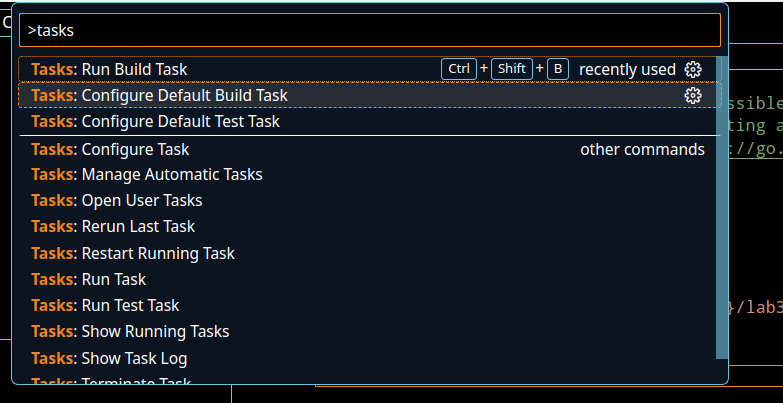 C
>tasks
Tasks: Run Build Task Ctrl + Shift + B recently used
Tasks: Configure Default Build Task
Tasks: Configure Default Test Task
ssible
Tasks: Configure Task other commands
ting a
://go.
Tasks: Manage Automatic Tasks
Tasks: Open User Tasks
Tasks: Rerun Last Task
Tasks: Restart Running Task
Tasks: Run Task
Tasks: Run Test Task
}/lab3
Tasks: Show Running Tasks
Tasks: Show Task Log
Tasks: Terminate Task